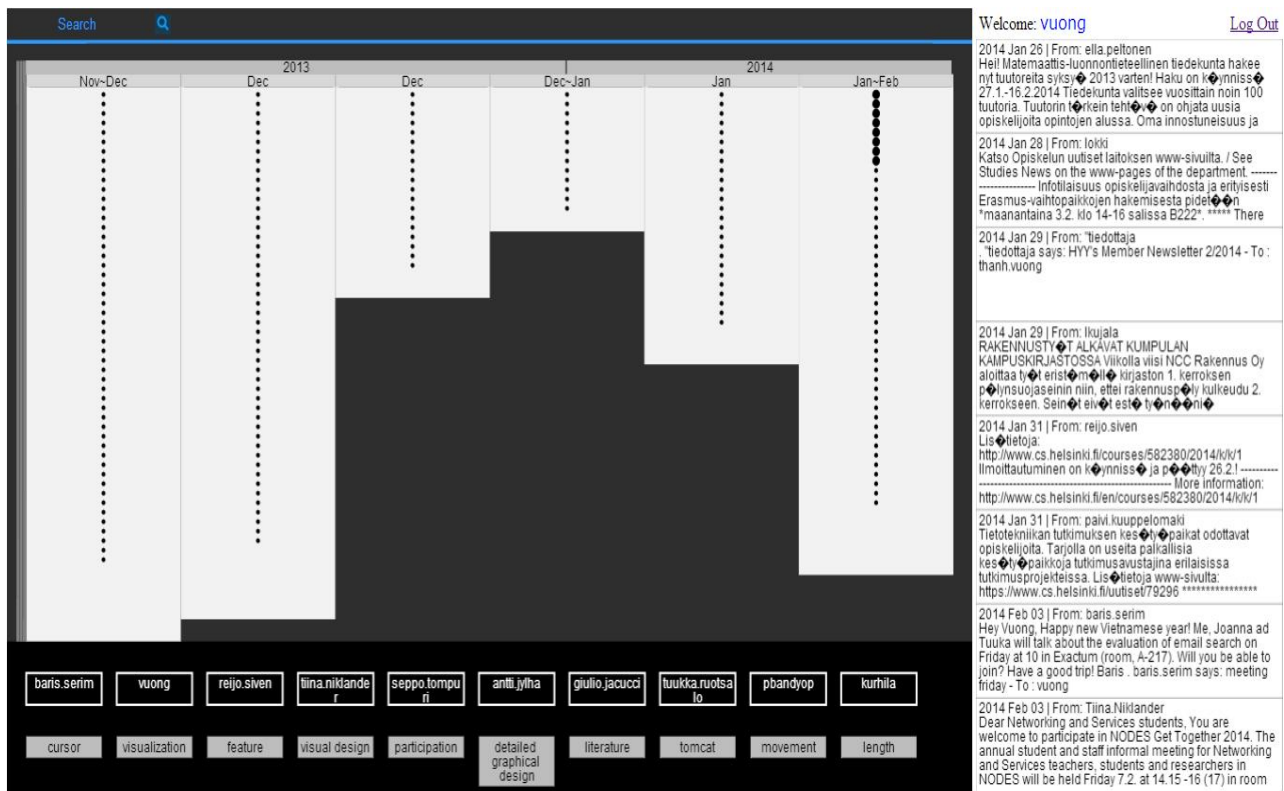 Search
Welcome: vuong
Log Out
2013
2014
Nov~Dec
Dec
Dec
Dec~Jan
Jan
Jan~Feb
baris.serim
vuong
reijo.siven
tiina.niklande
r
seppo.tompu
ri
antti.jylha
giulio.jacucci
tuukka.ruotsa
lo
pbandyop
kurhila
cursor
visualization
feature
visual design
participation
detailed
graphical
design
literature
tomcat
movement
length
2014 Jan 26 | From: ella.peltonen
Hei! Matemaattis-luonnontieteellinen tiedekunta hakee
nyt tuutoreita syksy� 2013 varten! Haku on k�ynniss�
27.1.-16.2.2014 Tiedekunta valitsee vuosittain noin 100
tuutoria. Tuutorin t�rkein teht�v� on ohjata uusia
opiskelijoita opintojen alussa. Oma innostuneisuus ja
2014 Jan 28 | From: lokki
Katso Opiskelun uutiset laitoksen www-sivuilta. / See
Studies News on the www-pages of the department. -------
------------------ Infotilaisuus opiskelijavaihdosta ja erityisesti
Erasmus-vaihtopaikkojen hakemisesta pidet��n
*maanantaina 3.2. klo 14-16 salissa B222*. ***** There
2014 Jan 29 | From: "tiedottaja
. "tiedottaja says: HYY's Member Newsletter 2/2014 - To :
thanh.vuong
2014 Jan 29 | From: lkujala
RAKENNUSTY�T ALKAVAT KUMPULAN
KAMPUSKIRJASTOSSA Viikolla viisi NCC Rakennus Oy
aloittaa ty�t erist�m�ll� kirjaston 1. kerroksen
p�lynsuojaseinin niin, ettei rakennusp�ly kulkeudu 2.
kerrokseen. Sein�t eiv�t est� ty�n��ni�
2014 Jan 31 | From: reijo.siven
Lis�tietoja:
http://www.cs.helsinki.fi/courses/582380/2014/k/k/1
Ilmoittautuminen on k�ynniss� ja p��ttyy 26.2.! ----------
-------------------------------------------------- More information:
http://www.cs.helsinki.fi/en/courses/582380/2014/k/k/1
2014 Jan 31 | From: paivi.kuuppelomaki
Tietotekniikan tutkimuksen kes�ty�paikat odottavat
opiskelijoita. Tarjolla on useita palkallisia
kes�ty�paikkoja tutkimusavustajina erilaisissa
tutkimusprojekteissa. Lis�tietoja www-sivulta:
https://www.cs.helsinki.fi/uutiset/79296 ****************
2014 Feb 03 | From: baris.serim
Hey Vuong, Happy new Vietnamese year! Me, Joanna ad
Tuuka will talk about the evaluation of email search on
Friday at 10 in Exactum (room, A-217). Will you be able to
join? Have a good trip! Baris . baris.serim says: meeting
friday - To : vuong
2014 Feb 03 | From: Tiina.Niklander
Dear Networking and Services students, You are
welcome to participate in NODES Get Together 2014. The
annual student and staff informal meeting for Networking
and Services teachers, students and researchers in
NODES will be held Friday 7.2. at 14.15 -16 (17) in room